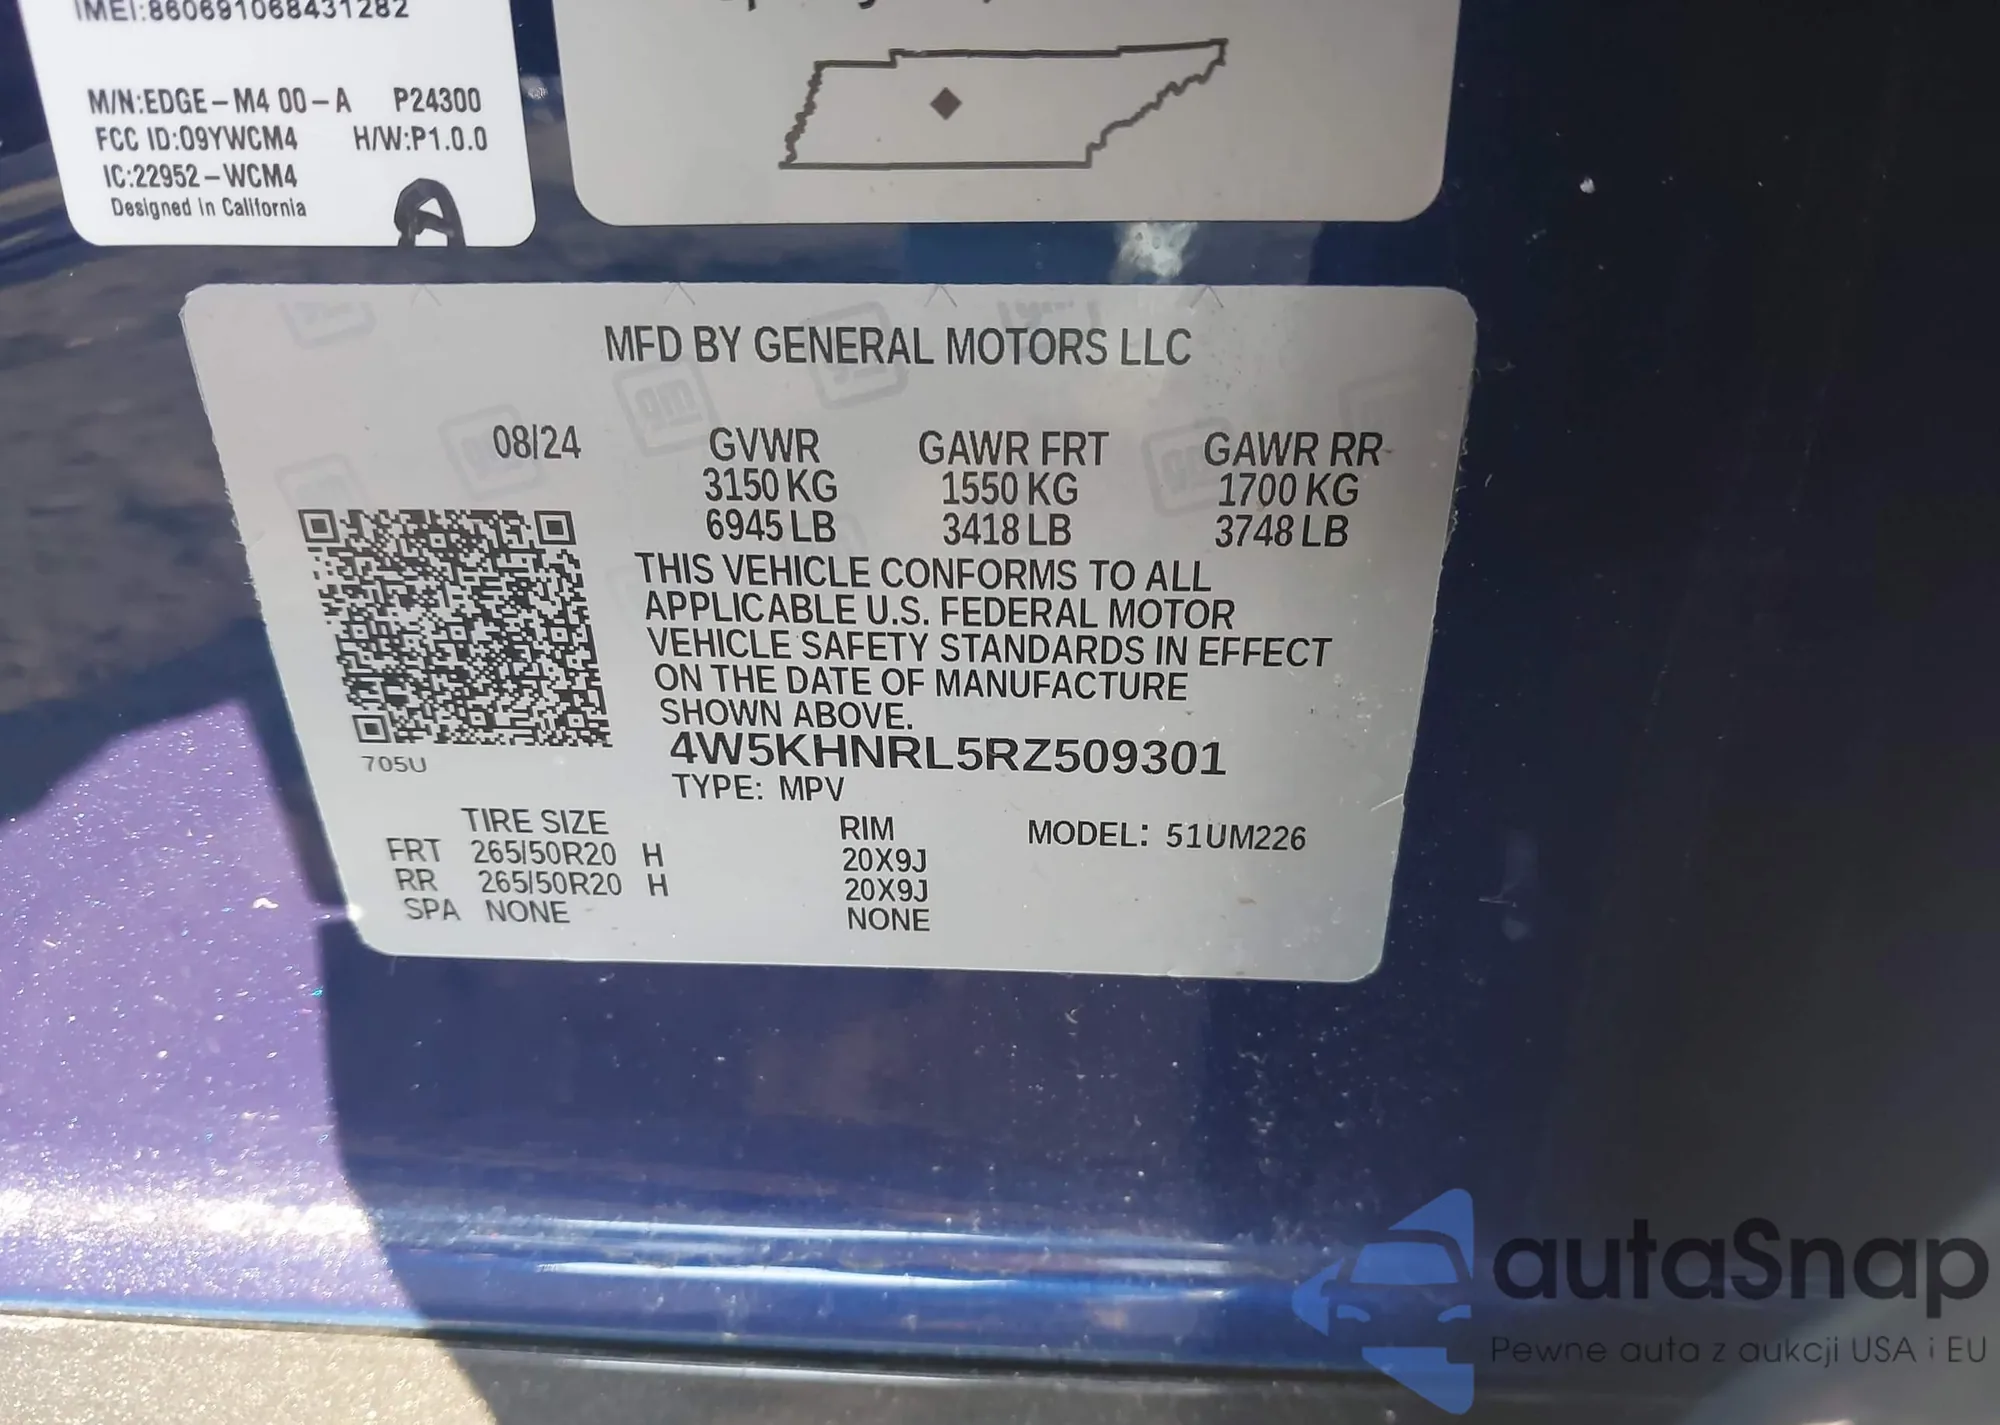 IMEI:860691068431282
M/N:EDGE-M4 00-A P24300
FCC ID:O9YWCM4 H/W:P1.0.0
IC:22952-WCM4
Designed in California
MFD BY GENERAL MOTORS LLC
08/24 GVWR GAWR FRT GAWR RR
3150 KG 1550 KG 1700 KG
6945 LB 3418 LB 3748 LB
THIS VEHICLE CONFORMS TO ALL
APPLICABLE U.S. FEDERAL MOTOR
VEHICLE SAFETY STANDARDS IN EFFECT
ON THE DATE OF MANUFACTURE
SHOWN ABOVE.
4W5KHNRL5RZ509301
705U
TYPE: MPV
TIRE SIZE RIM MODEL: 51UM226
FRT 265/50R20 H 20X9J
RR 265/50R20 H 20X9J
SPA NONE NONE
autaSnap
Pewne auta z aukcji USA i EU